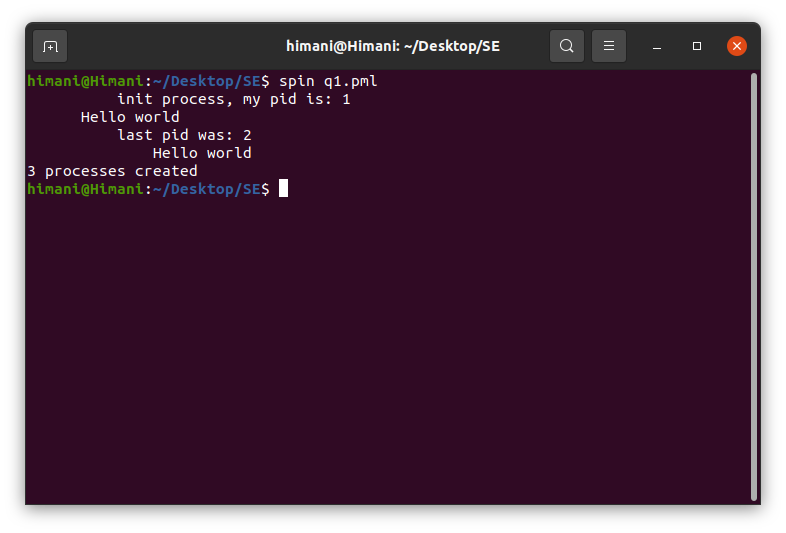 himani@Himani: ~/Desktop/SE
himani@Himani:~/Desktop/SE$ spin q1.pml
          init process, my pid is: 1
      Hello world
          last pid was: 2
              Hello world
3 processes created
himani@Himani:~/Desktop/SE$